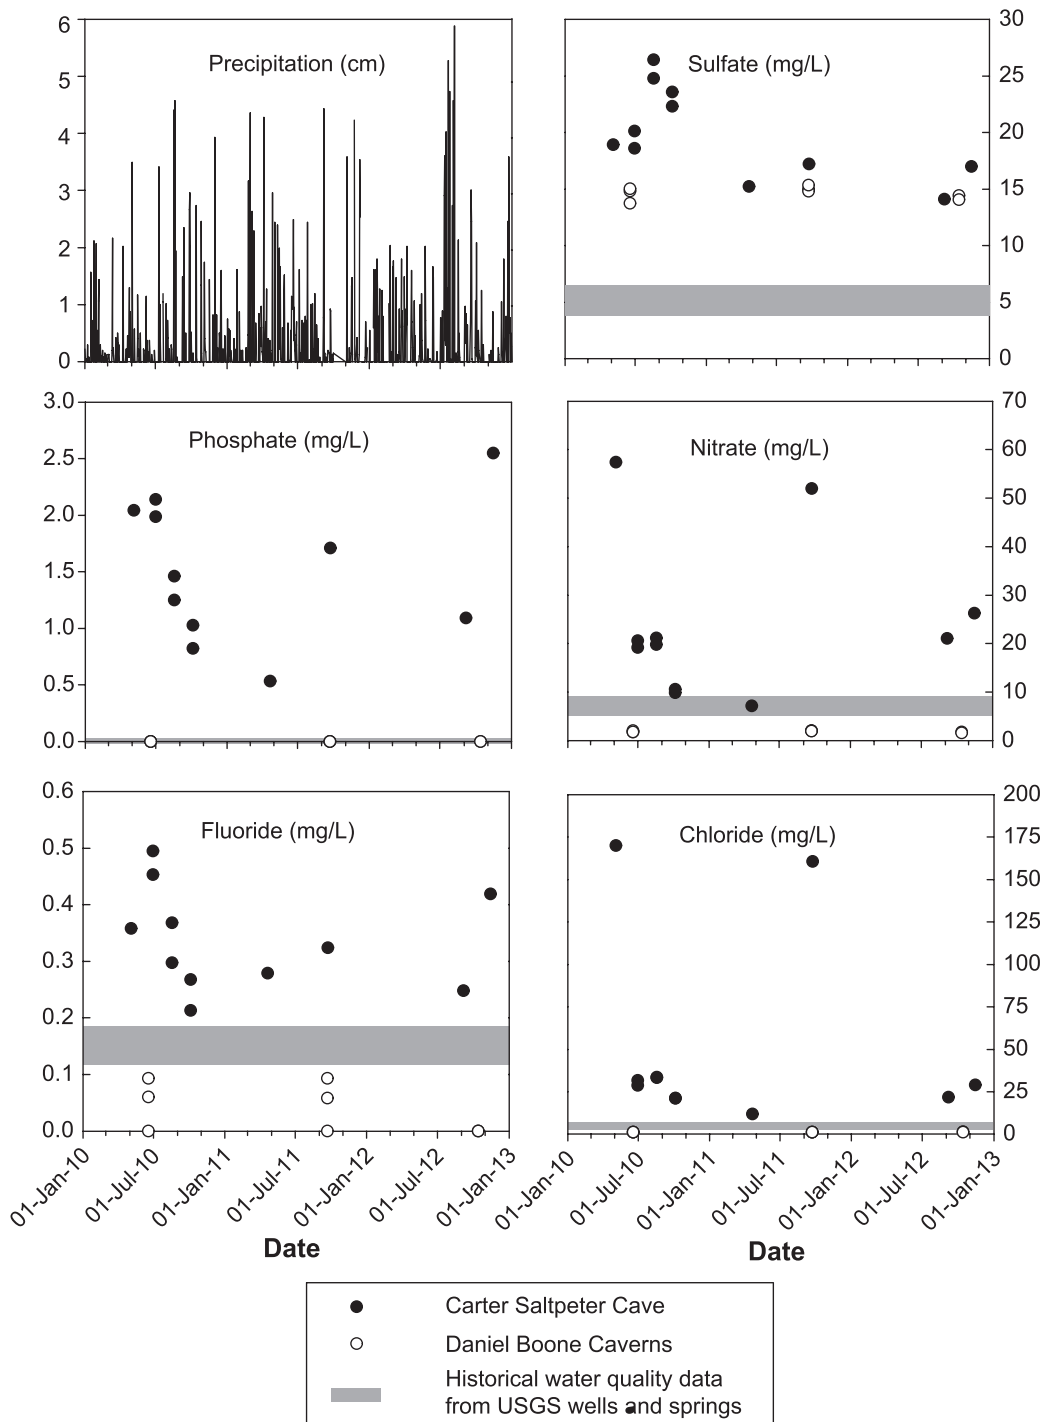 Precipitation (cm)
6
5
4
3
2
1
0
Sulfate (mg/L)
30
25
20
15
10
5
0
Phosphate (mg/L)
3.0
2.5
2.0
1.5
1.0
0.5
0.0
Nitrate (mg/L)
70
60
50
40
30
20
10
0
Fluoride (mg/L)
0.6
0.5
0.4
0.3
0.2
0.1
0.0
01-Jan-10
01-Jul-10
01-Jan-11
01-Jul-11
01-Jan-12
01-Jul-12
01-Jan-13
Date
Chloride (mg/L)
200
175
150
125
100
75
50
25
0
01-Jan-10
01-Jul-10
01-Jan-11
01-Jul-11
01-Jan-12
01-Jul-12
01-Jan-13
Date
Carter Saltpeter Cave
Daniel Boone Caverns
Historical water quality data
from USGS wells and springs